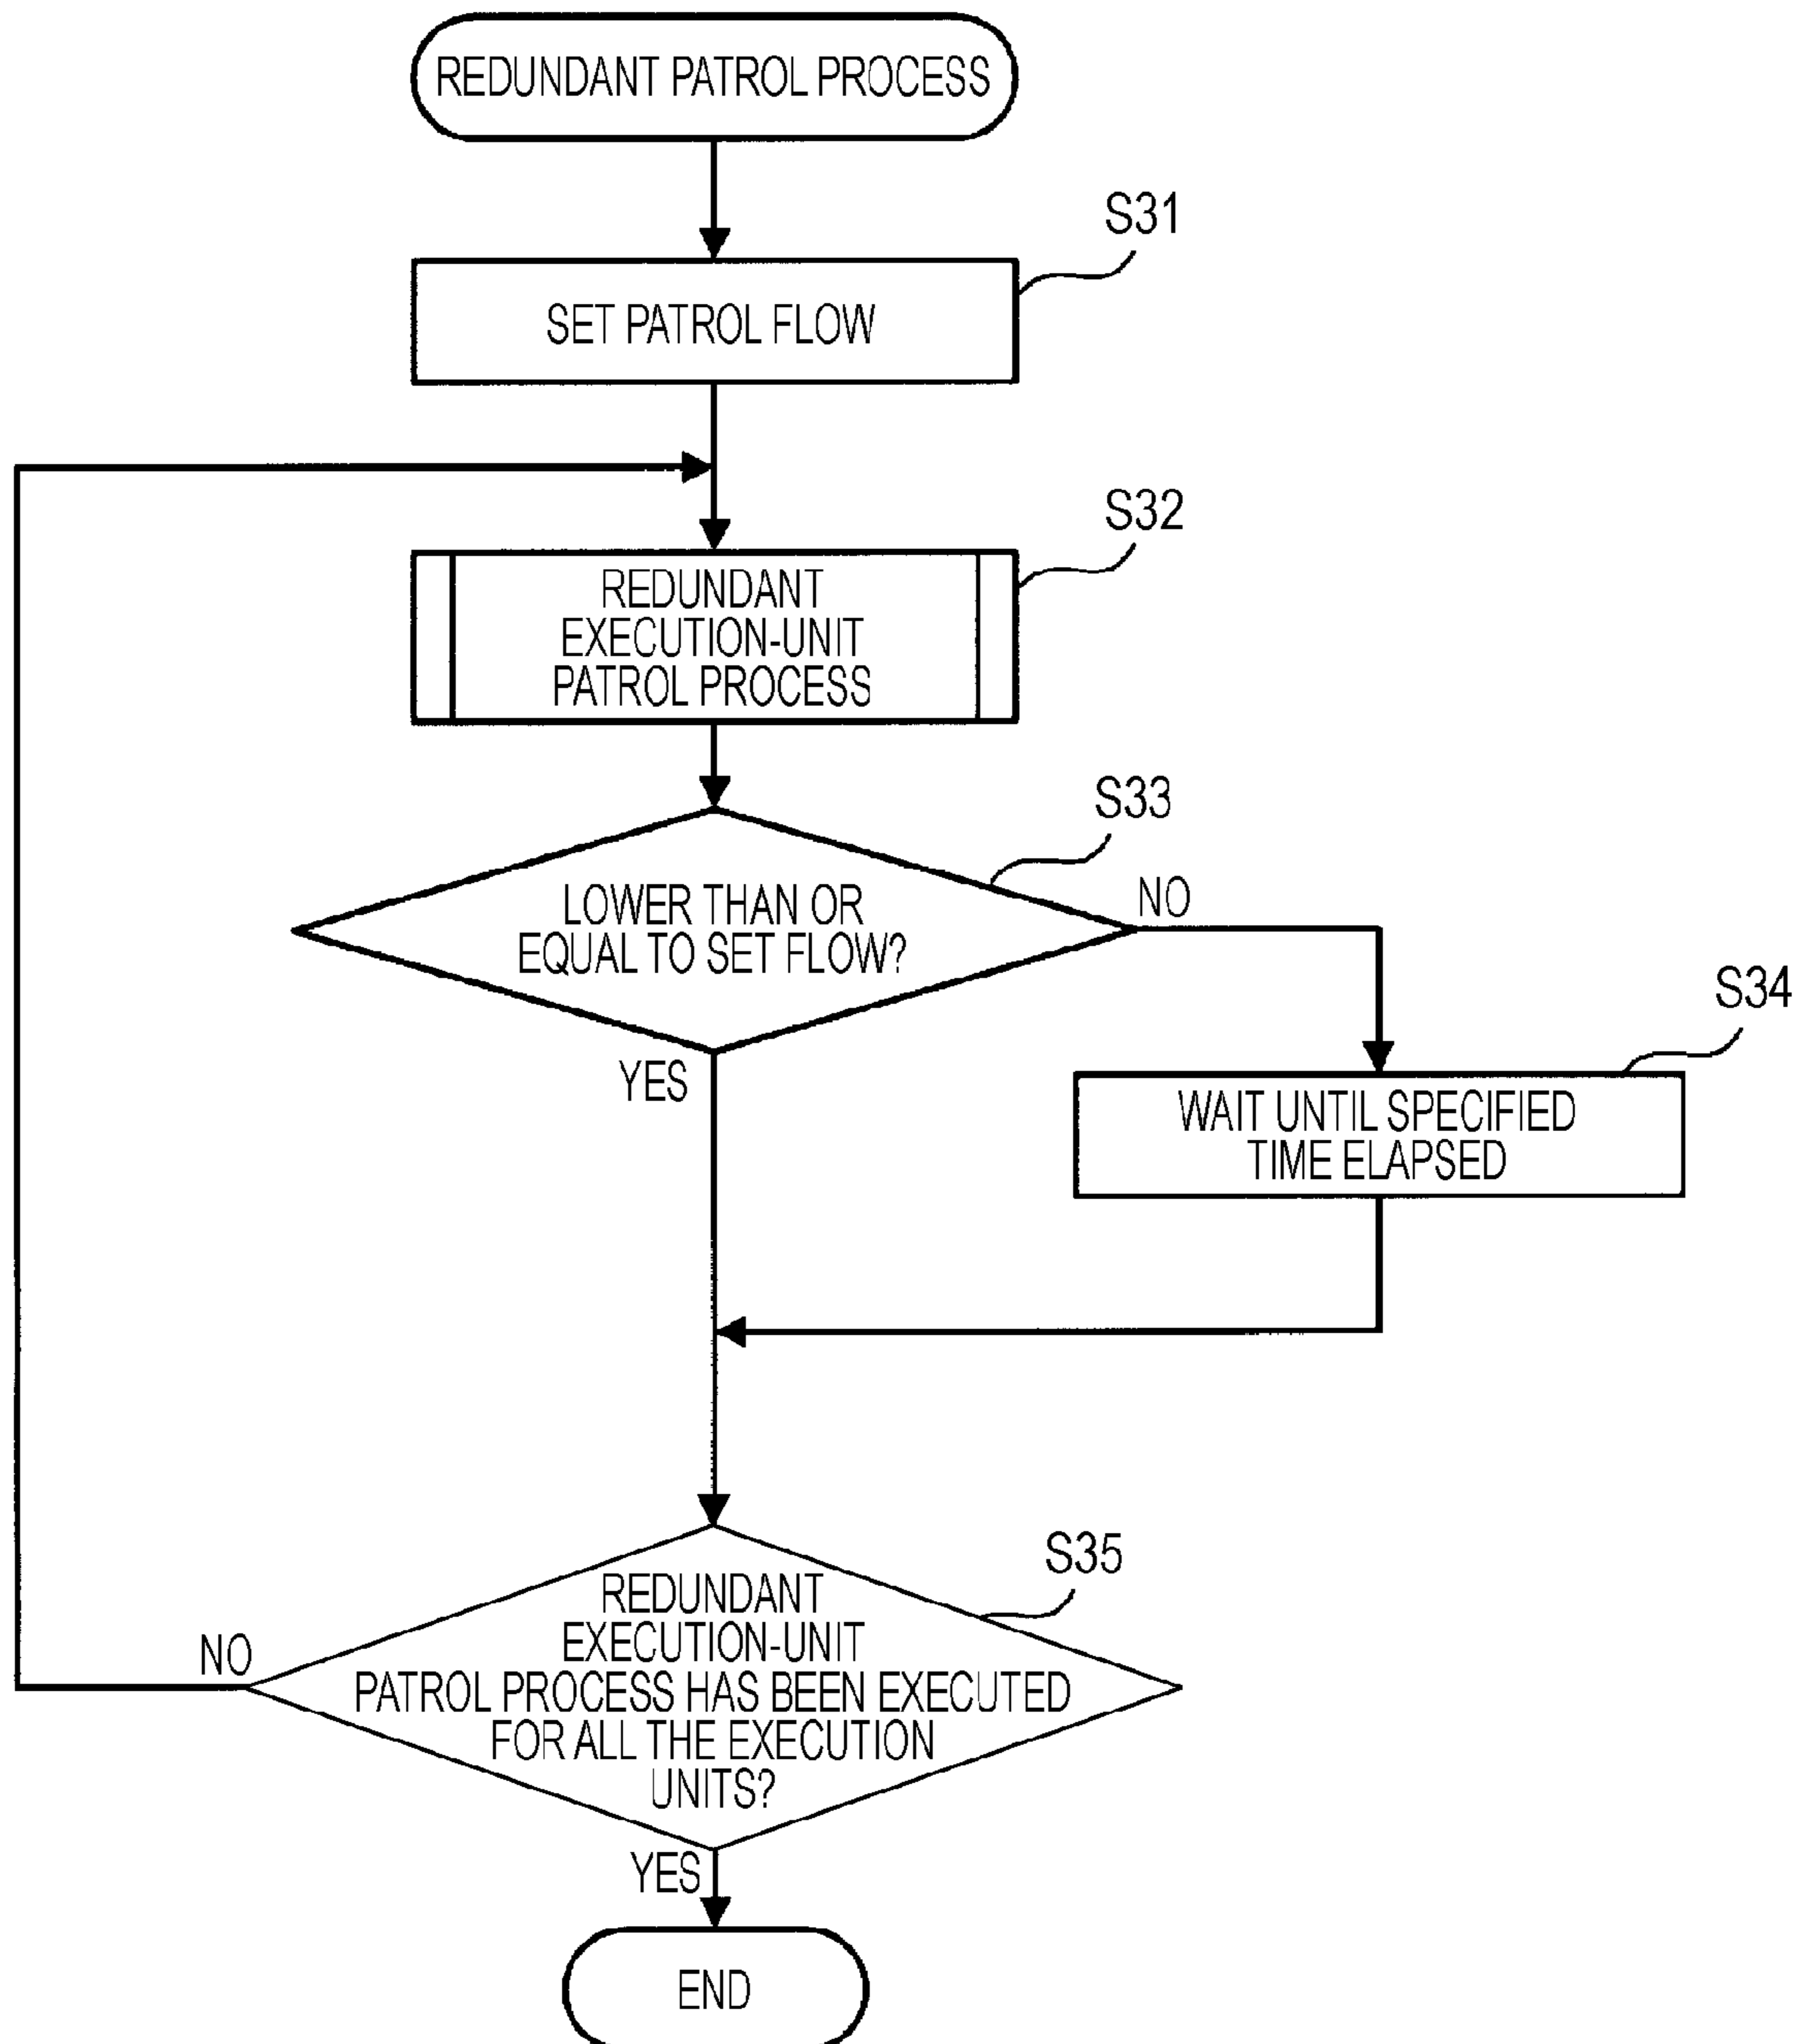 REDUNDANT PATROL PROCESS
S31
SET PATROL FLOW
S32
REDUNDANT
EXECUTION-UNIT
PATROL PROCESS
S33
LOWER THAN OR
EQUAL TO SET FLOW?
NO
YES
S34
WAIT UNTIL SPECIFIED
TIME ELAPSED
S35
REDUNDANT
EXECUTION-UNIT
PATROL PROCESS HAS BEEN EXECUTED
FOR ALL THE EXECUTION
UNITS?
NO
YES
END